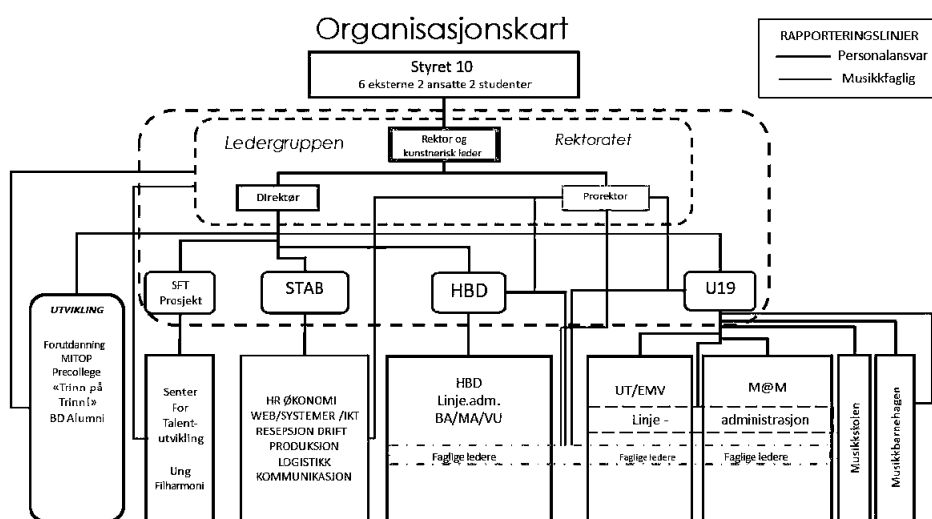 Organisasjonskart
RAPPORTERINGSLINJER
Personalansvar
Musikkfaglig
Styret 10
6 eksterne 2 ansatte 2 studenter
Ledergruppen
Rektor og
kunstnerisk leder
Rektoratet
Direktør
Prorektor
SFT
Prosjekt
STAB
HBD
U19
UTVIKLING
Forutdanning
MITOP
Precollege
«Trinn på
Trinn!»
BD Alumni
Senter
For
Talent-
utvikling
Ung
Filharmoni
HR ØKONOMI
WEB/SYSTEMER /IKT
RESEPSJON DRIFT
PRODUKSJON
LOGISTIKK
KOMMUNIKASJON
HBD
Linje.adm.
BA/MA/VU
Faglige ledere
UT/EMV
Linje -
Faglige ledere
M@M
administrasjon
Faglige ledere
Musikkskolen
Musikkbarnehagen